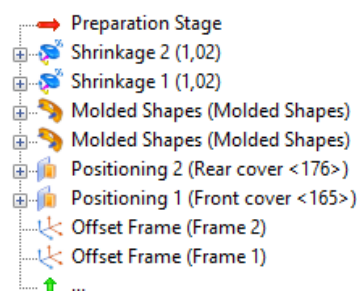 Preparation Stage
Shrinkage 2 (1,02)
Shrinkage 1 (1,02)
Molded Shapes (Molded Shapes)
Molded Shapes (Molded Shapes)
Positioning 2 (Rear cover <176>)
Positioning 1 (Front cover <165>)
Offset Frame (Frame 2)
Offset Frame (Frame 1)
...